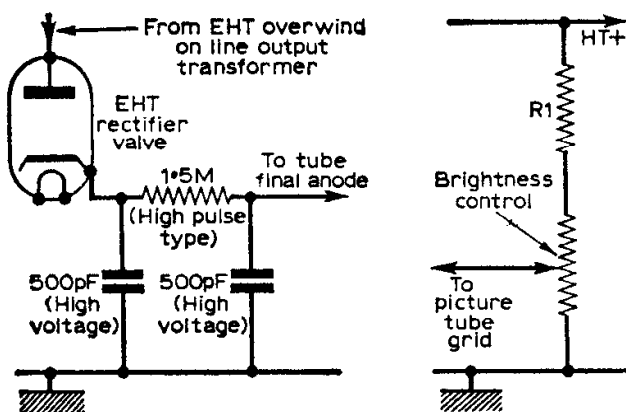 From EHT overwind
on line output
transformer
EHT
rectifier
valve
1•5M
(High pulse
type)
To tube
final anode
500pF
(High
voltage)
500pF
(High
voltage)
HT+
R1
Brightness
control
To
picture
tube
grid